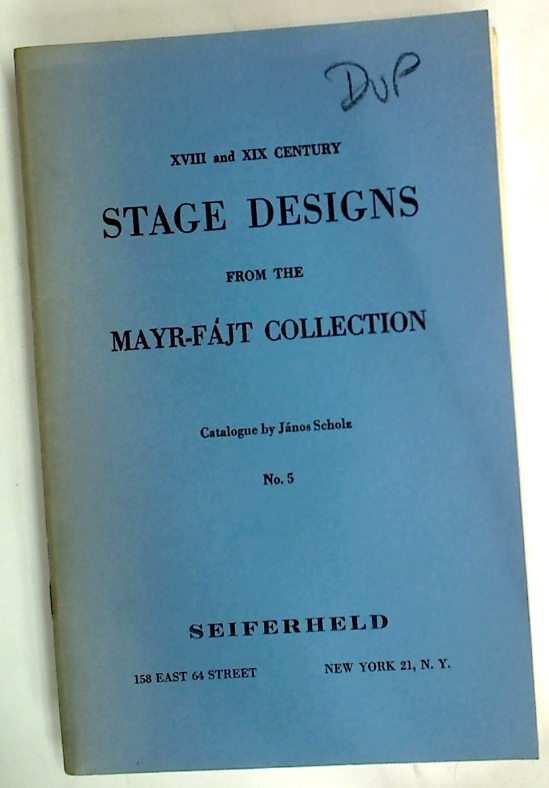 DUP
XVIII and XIX CENTURY
STAGE DESIGNS
FROM THE
MAYR-FÁJT COLLECTION
Catalogue by János Scholz
No. 5
SEIFERHELD
158 EAST 64 STREET NEW YORK 21, N. Y.